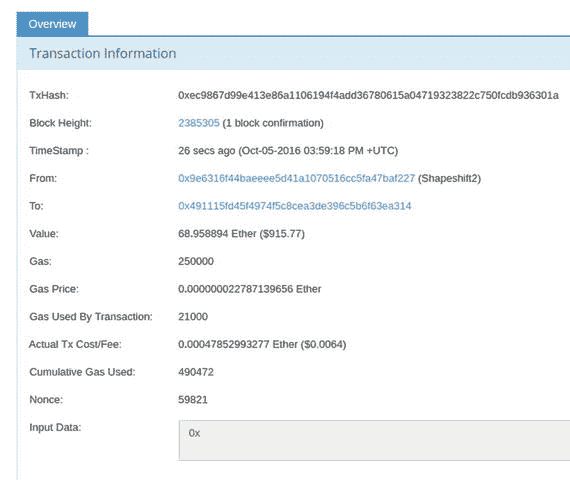 Overview
Transaction Information
TxHash: 0xec9867d99e413e86a1106194f4add36780615a04719323822c750fcdb936301a
Block Height: 2385305 (1 block confirmation)
TimeStamp : 26 secs ago (Oct-05-2016 03:59:18 PM +UTC)
From: 0x9e6316f44baeeee5d41a1070516cc5fa47baf227 (Shapeshift2)
To: 0x491115fd45f4974f5c8cea3de396c5b6f63ea314
Value: 68.958894 Ether ($915.77)
Gas: 250000
Gas Price: 0.000000022787139656 Ether
Gas Used By Transaction: 21000
Actual Tx Cost/Fee: 0.00047852993277 Ether ($0.0064)
Cumulative Gas Used: 490472
Nonce: 59821
Input Data: 0x